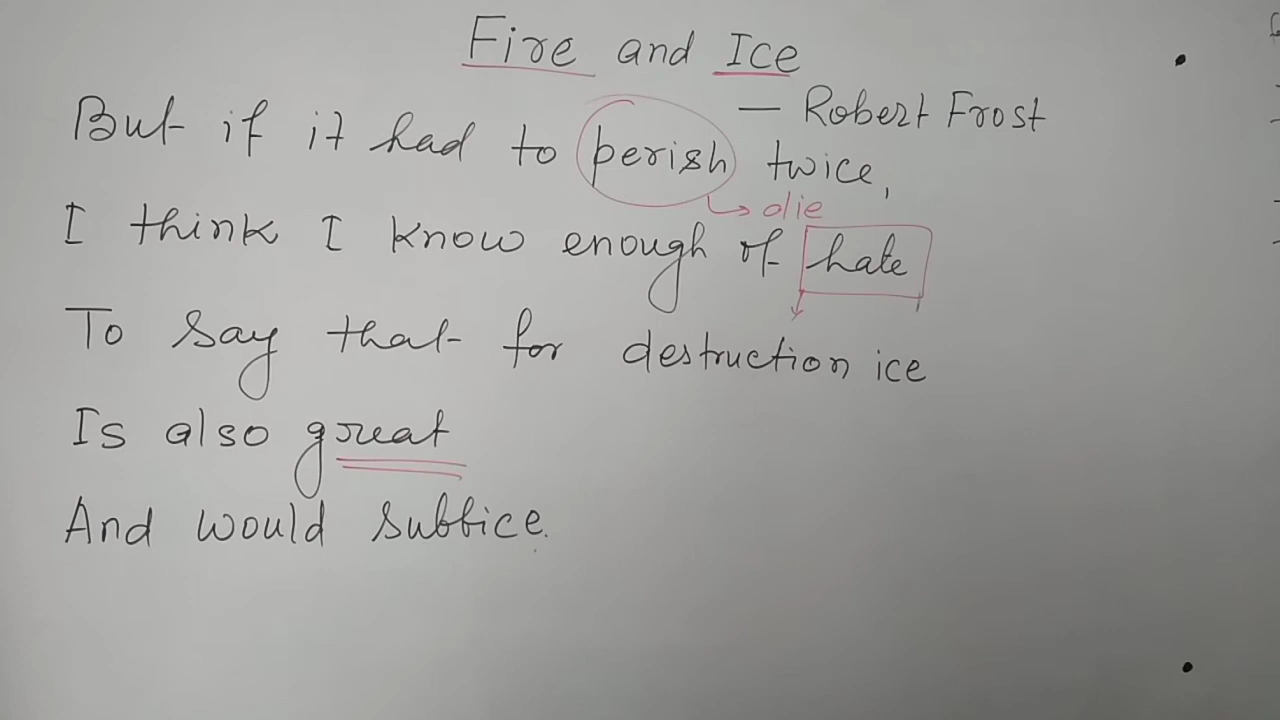 Fire and Ice
— Robert Frost
But if it had to perish twice,
die
I think I know enough of hate
To say that for destruction ice
Is also great
And would suffice.